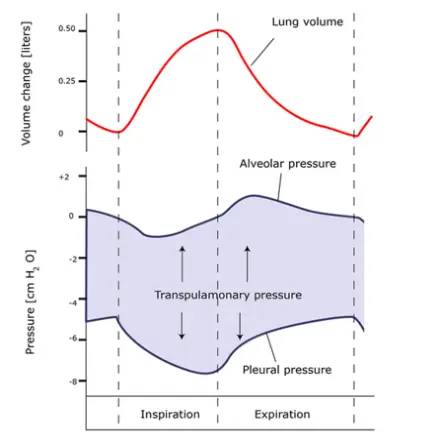 Volume change [liters]
0.50
0.25
0
Lung volume
Pressure [cm H2 O]
+2
0
-2
-4
-6
-8
Alveolar pressure
Transpulamonary pressure
Pleural pressure
Inspiration
Expiration